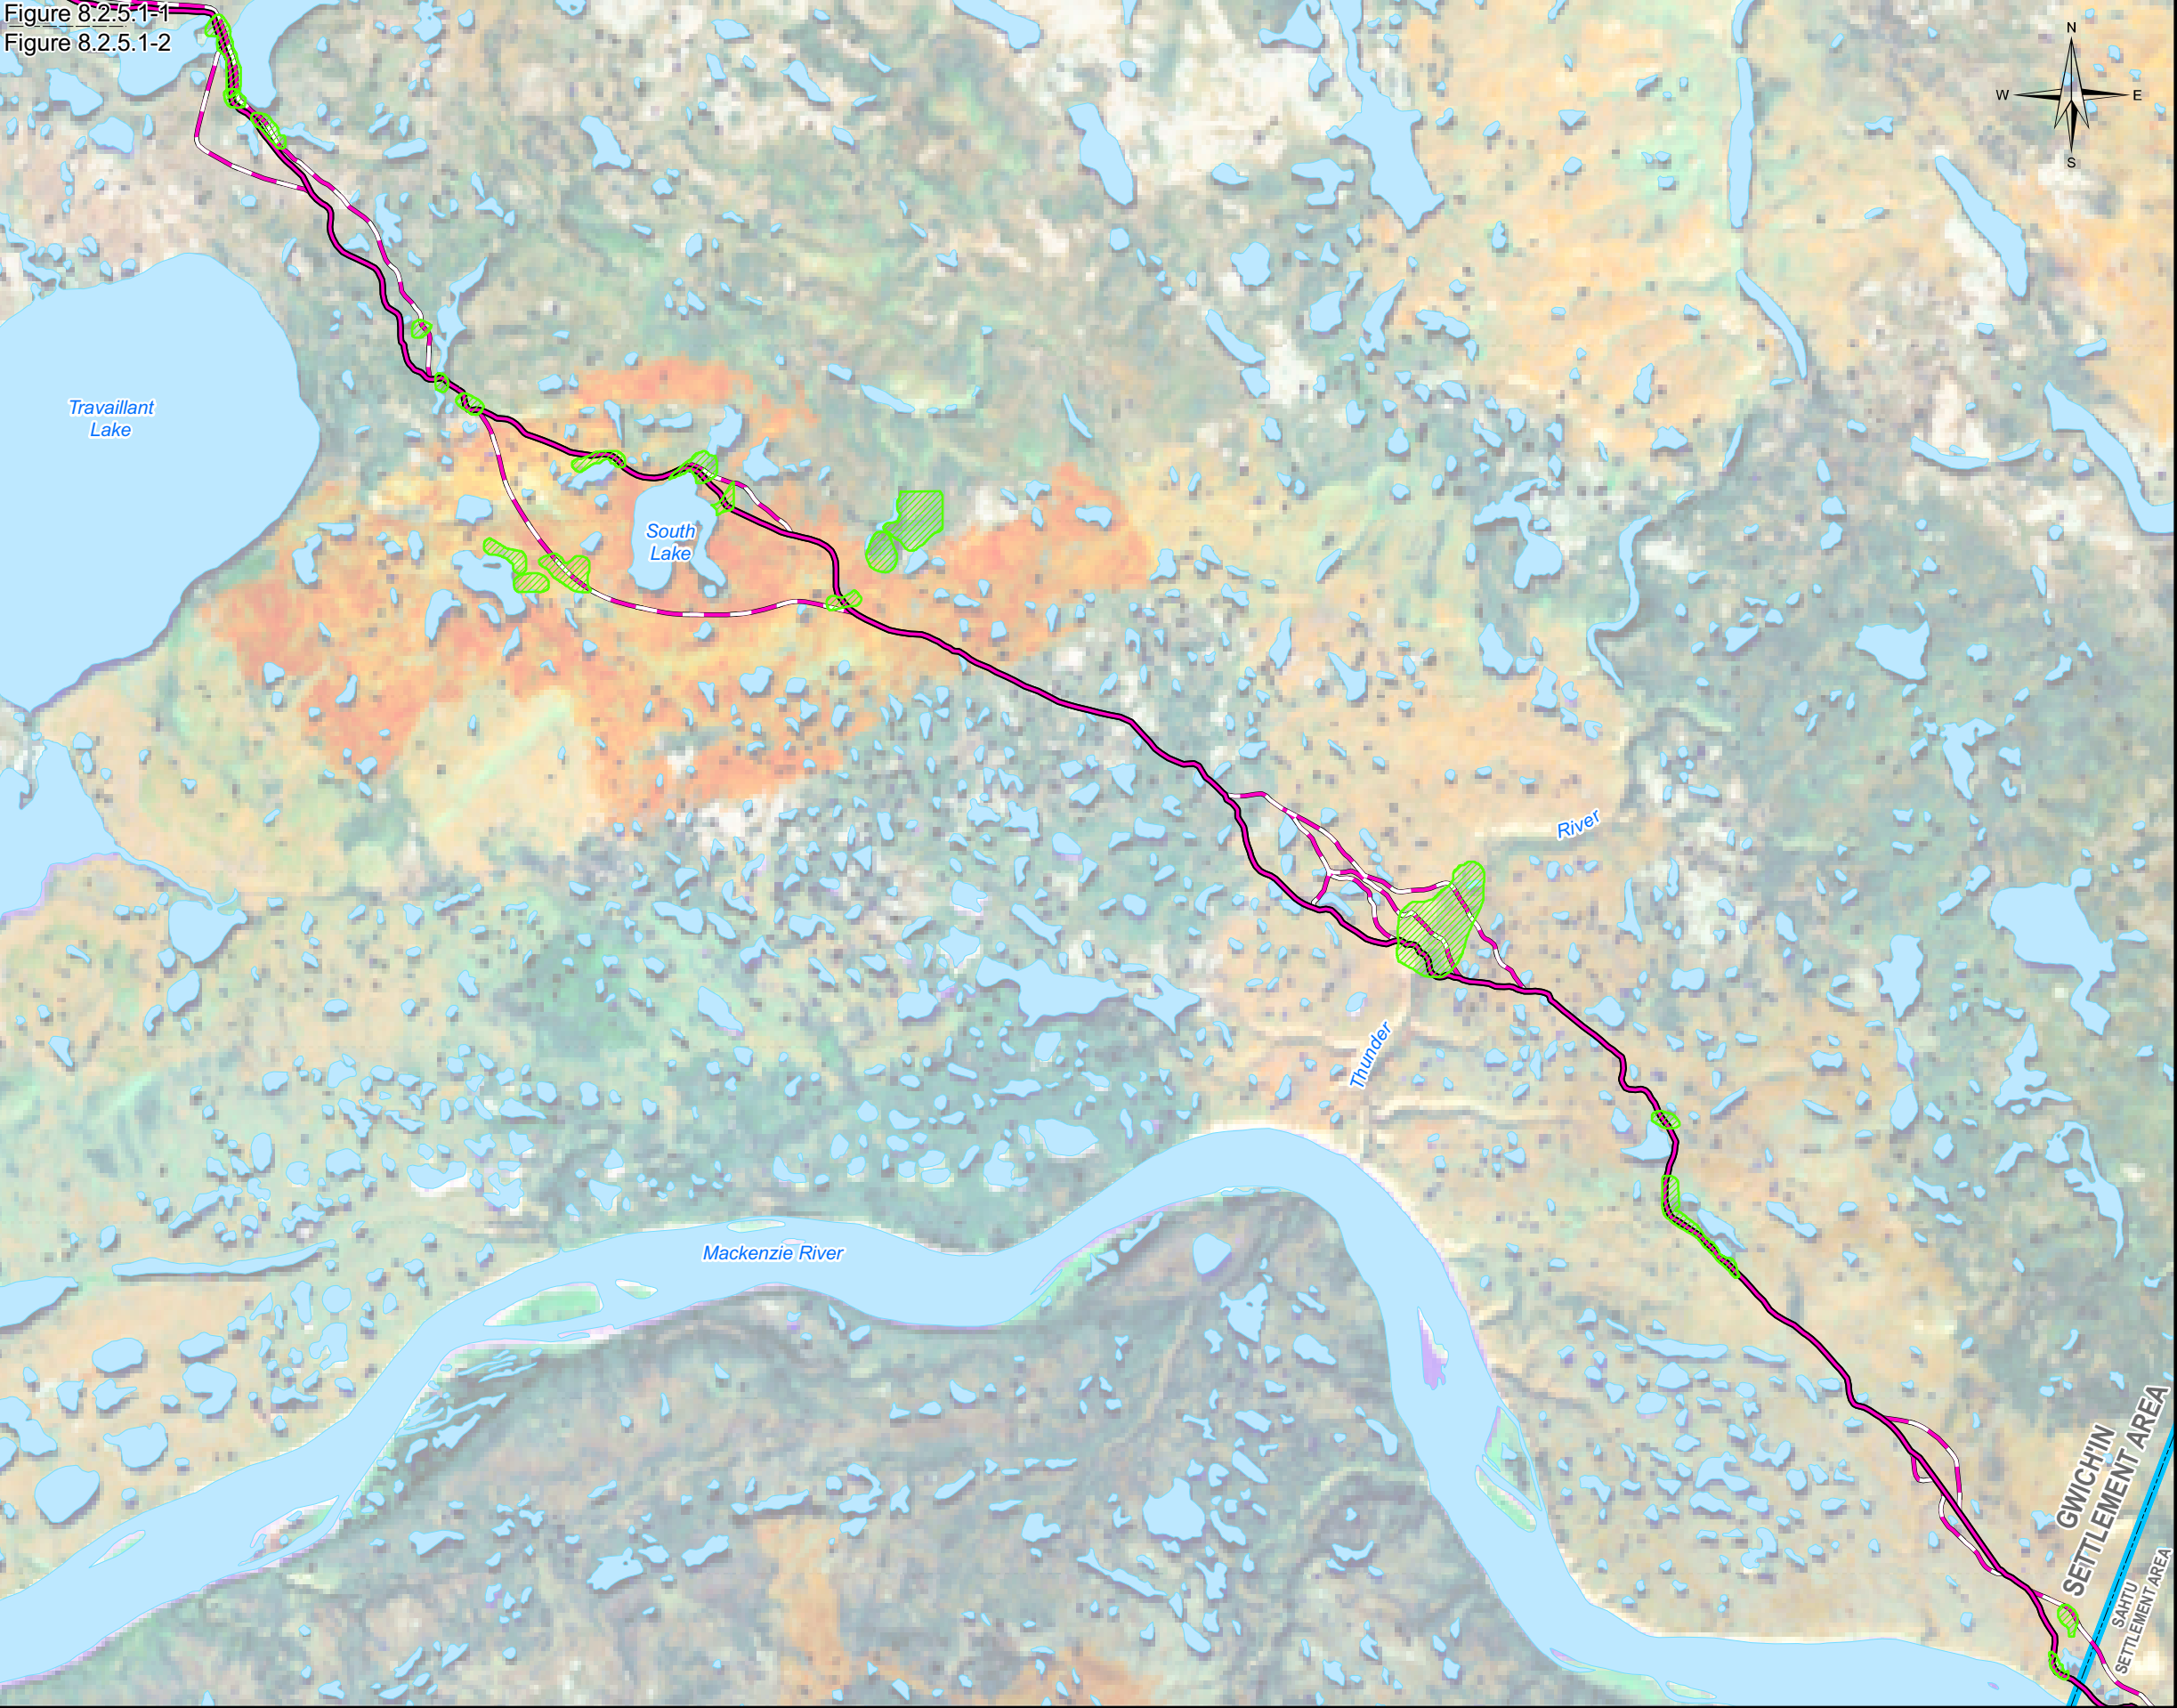 Figure 8.2.5.1-1
Figure 8.2.5.1-2
N
W
E
S
Travaillant
Lake
South
Lake
River
Thunder
Mackenzie River
GWICH'IN
SETTLEMENT AREA
SAHTU
SETTLEMENT AREA